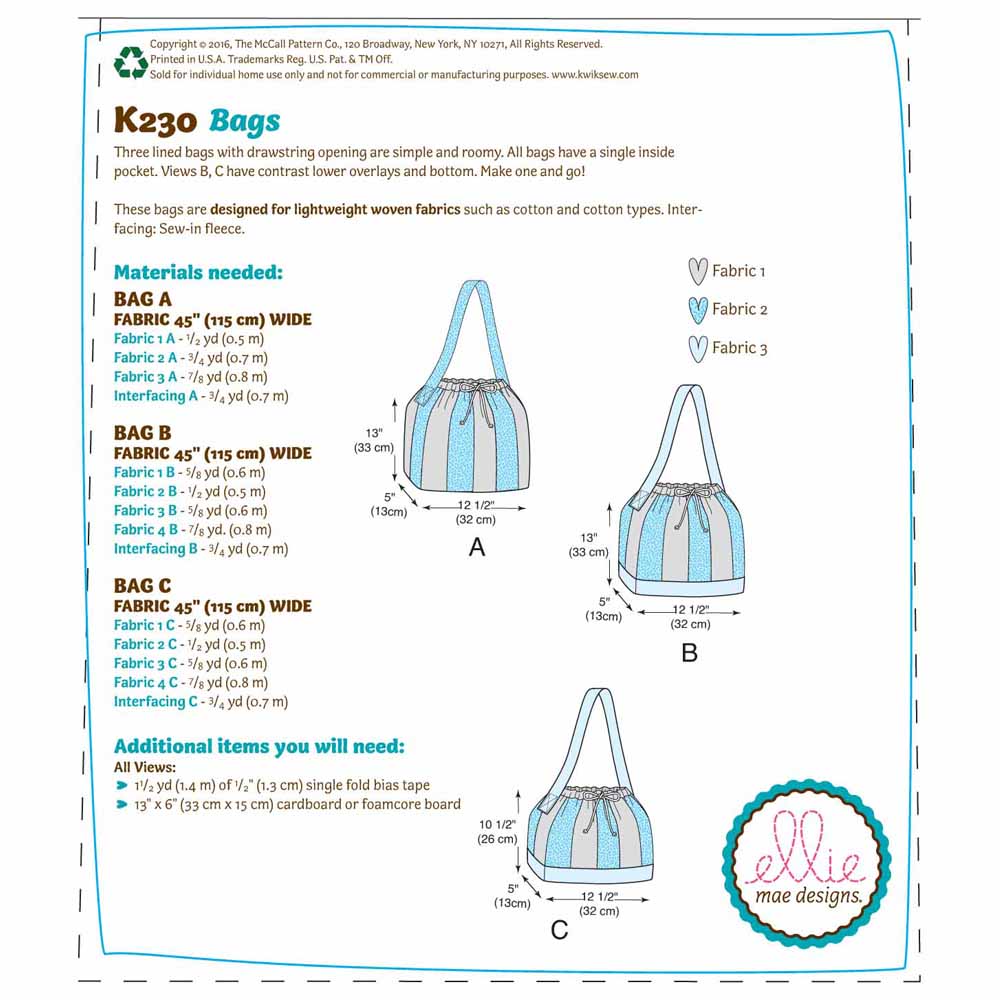 Copyright © 2016, The McCall Pattern Co., 120 Broadway, New York, NY 10271, All Rights Reserved.
Printed in U.S.A. Trademarks Reg. U.S. Pat. & TM Off.
Sold for individual home use only and not for commercial or manufacturing purposes. www.kwiksew.com
K230 Bags
Three lined bags with drawstring opening are simple and roomy. All bags have a single inside
pocket. Views B, C have contrast lower overlays and bottom. Make one and go!
These bags are designed for lightweight woven fabrics such as cotton and cotton types. Inter-
facing: Sew-in fleece.
Materials needed:
BAG A
FABRIC 45" (115 cm) WIDE
Fabric 1 A - 1/2 yd (0.5 m)
Fabric 2 A - 3/4 yd (0.7 m)
Fabric 3 A - 7/8 yd (0.8 m)
Interfacing A - 3/4 yd (0.7 m)
BAG B
FABRIC 45" (115 cm) WIDE
Fabric 1 B - 5/8 yd (0.6 m)
Fabric 2 B - 1/2 yd (0.5 m)
Fabric 3 B - 5/8 yd (0.6 m)
Fabric 4 B - 7/8 yd. (0.8 m)
Interfacing B - 3/4 yd (0.7 m)
BAG C
FABRIC 45" (115 cm) WIDE
Fabric 1 C - 5/8 yd (0.6 m)
Fabric 2 C - 1/2 yd (0.5 m)
Fabric 3 C - 5/8 yd (0.6 m)
Fabric 4 C - 7/8 yd (0.8 m)
Interfacing C - 3/4 yd (0.7 m)
Additional items you will need:
All Views:
1 1/2 yd (1.4 m) of 1/2" (1.3 cm) single fold bias tape
13" x 6" (33 cm x 15 cm) cardboard or foamcore board
Fabric 1
Fabric 2
Fabric 3
13"
(33 cm)
5"
(13cm)
12 1/2"
(32 cm)
A
13"
(33 cm)
5"
(13cm)
12 1/2"
(32 cm)
B
10 1/2"
(26 cm)
5"
(13cm)
12 1/2"
(32 cm)
C
ellie
mae designs.